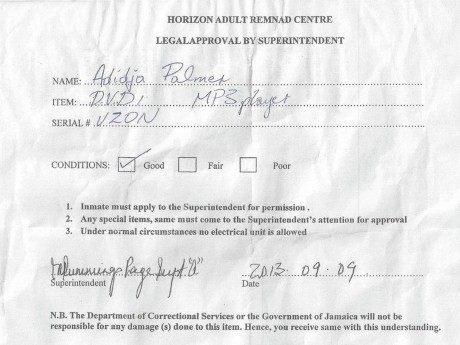 HORIZON ADULT REMNAD CENTRE
LEGALAPPROVAL BY SUPERINTENDENT
NAME: Adidja Palmer
ITEM: D.V.D1 MP3player
SERIAL # VZON
CONDITIONS: Good Fair Poor
1. Inmate must apply to the Superintendent for permission .
2. Any special items, same must come to the Superintendent's attention for approval
3. Under normal circumstances no electrical unit is allowed
Page Supt "A" 2013.09.09
Superintendent Date
N.B. The Department of Correctional Services or the Government of Jamaica will not be
responsible for any damage (s) done to this item. Hence, you receive same with this understanding.